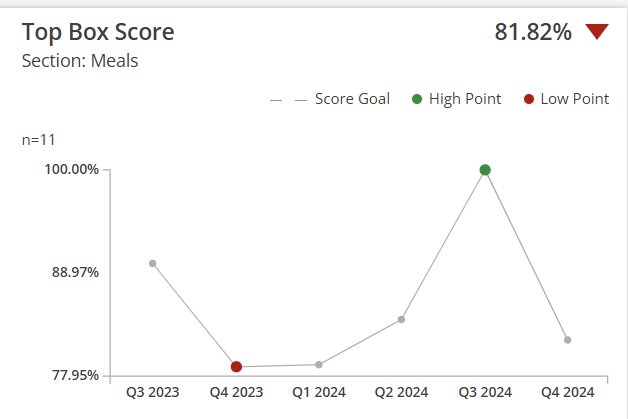 Top Box Score 81.82%
Section: Meals
Score Goal High Point Low Point
n=11
100.00%
88.97%
77.95%
Q3 2023 Q4 2023 Q1 2024 Q2 2024 Q3 2024 Q4 2024